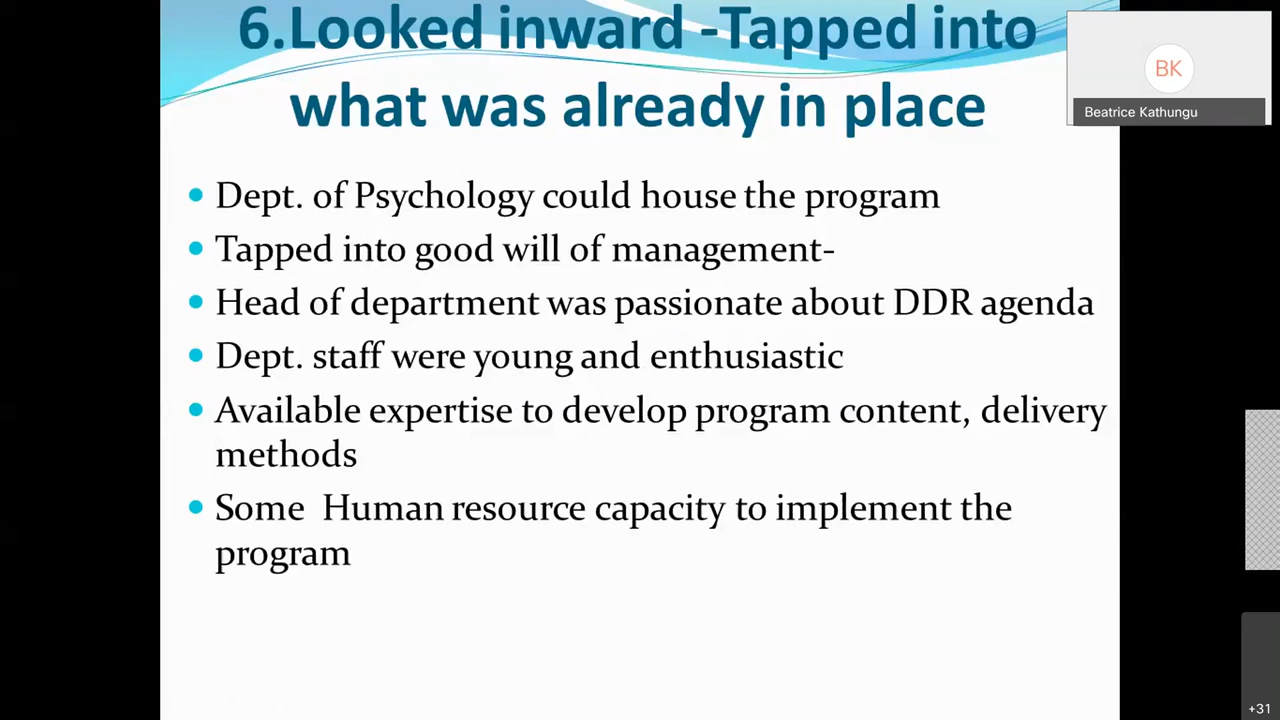 6.Looked inward -Tapped into
what was already in place
BK
Beatrice Kathungu
• Dept. of Psychology could house the program
• Tapped into good will of management-
• Head of department was passionate about DDR agenda
• Dept. staff were young and enthusiastic
• Available expertise to develop program content, delivery
methods
• Some Human resource capacity to implement the
program
+31